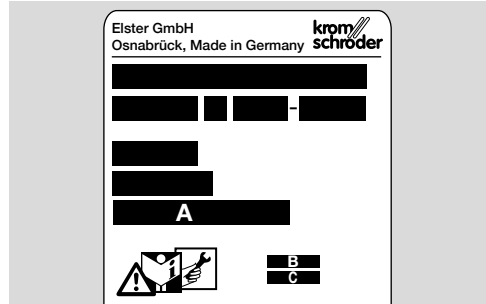 Elster GmbH
Osnabrück, Made in Germany
krom//
schroder
-
A
B
C